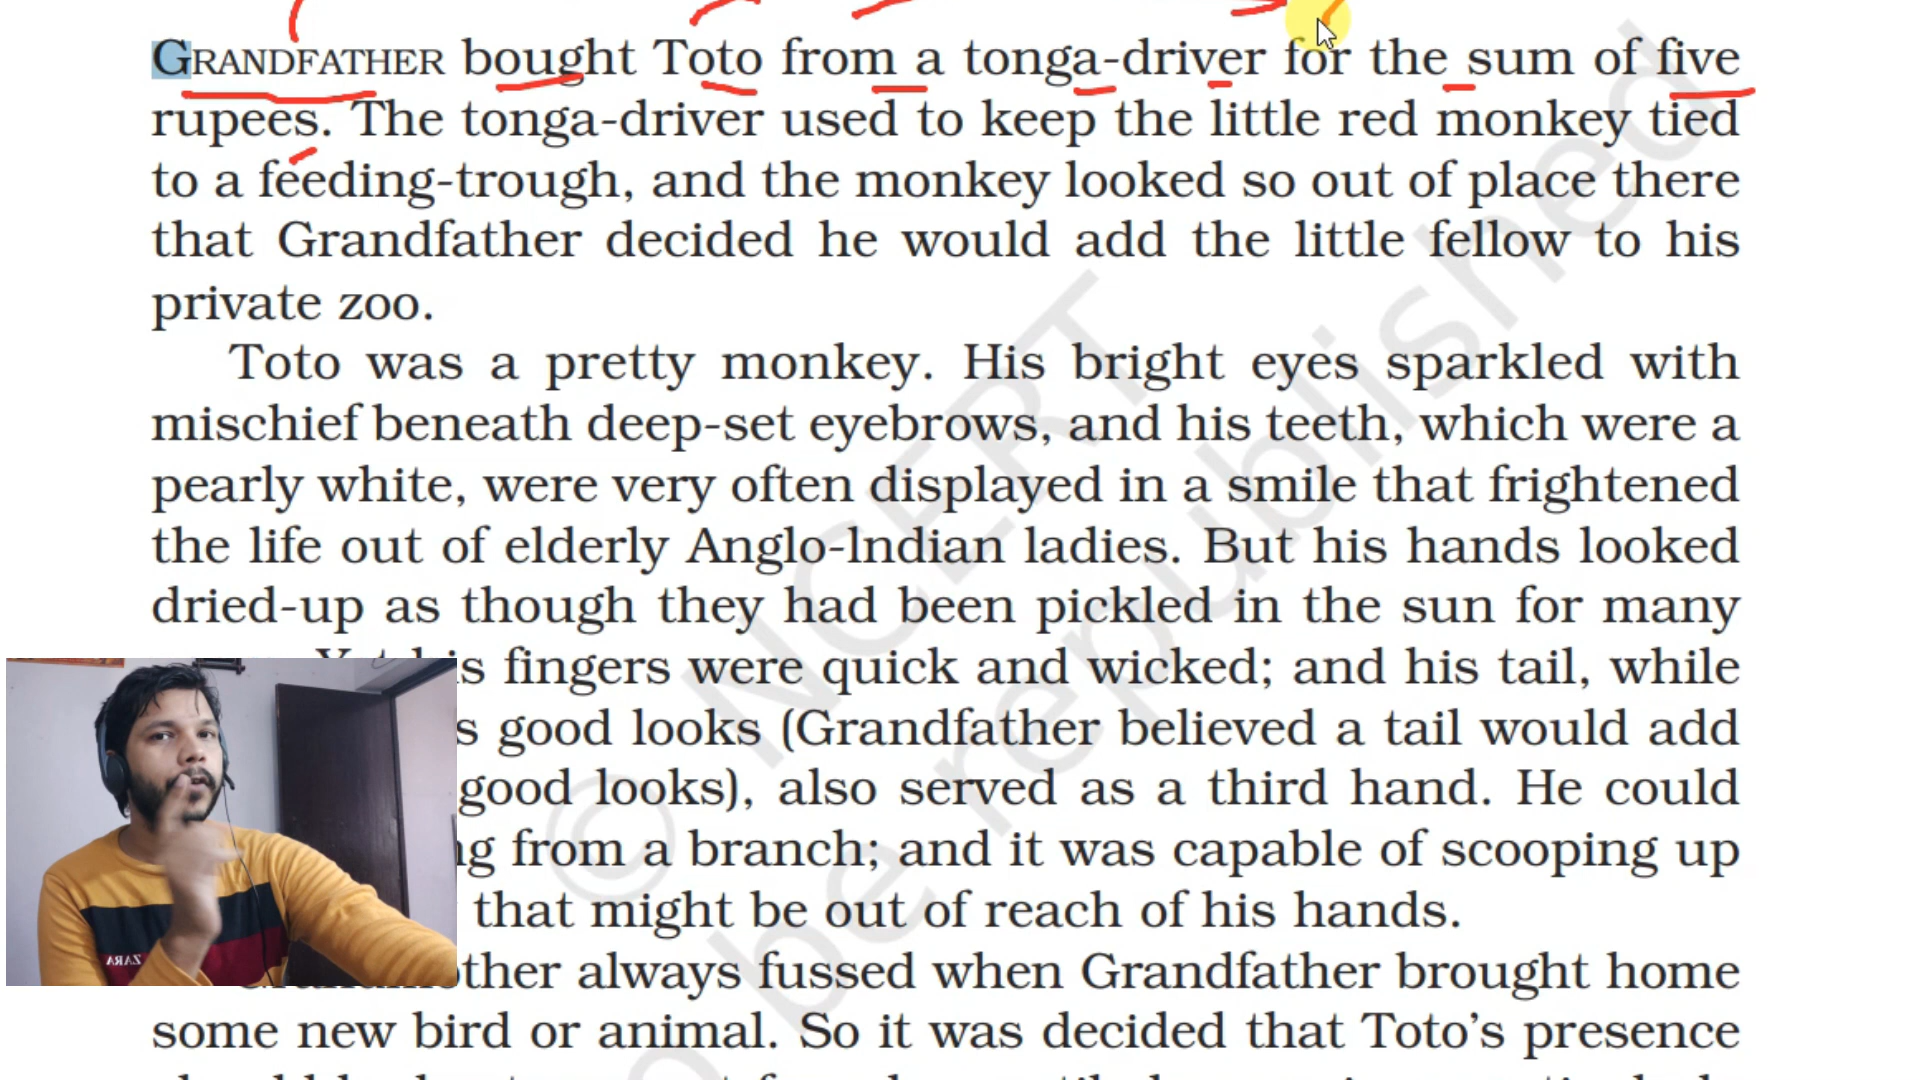 GRANDFATHER bought Toto from a tonga-driver for the sum of five
rupees. The tonga-driver used to keep the little red monkey tied
to a feeding-trough, and the monkey looked so out of place there
that Grandfather decided he would add the little fellow to his
private zoo.
Toto was a pretty monkey. His bright eyes sparkled with
mischief beneath deep-set eyebrows, and his teeth, which were a
pearly white, were very often displayed in a smile that frightened
the life out of elderly Anglo-Indian ladies. But his hands looked
dried-up as though they had been pickled in the sun for many
fingers were quick and wicked; and his tail, while
good looks (Grandfather believed a tail would add
good looks), also served as a third hand. He could
from a branch; and it was capable of scooping up
that might be out of reach of his hands.
always fussed when Grandfather brought home
some new bird or animal. So it was decided that Toto's presence
© NCERT
be republished
ZARA